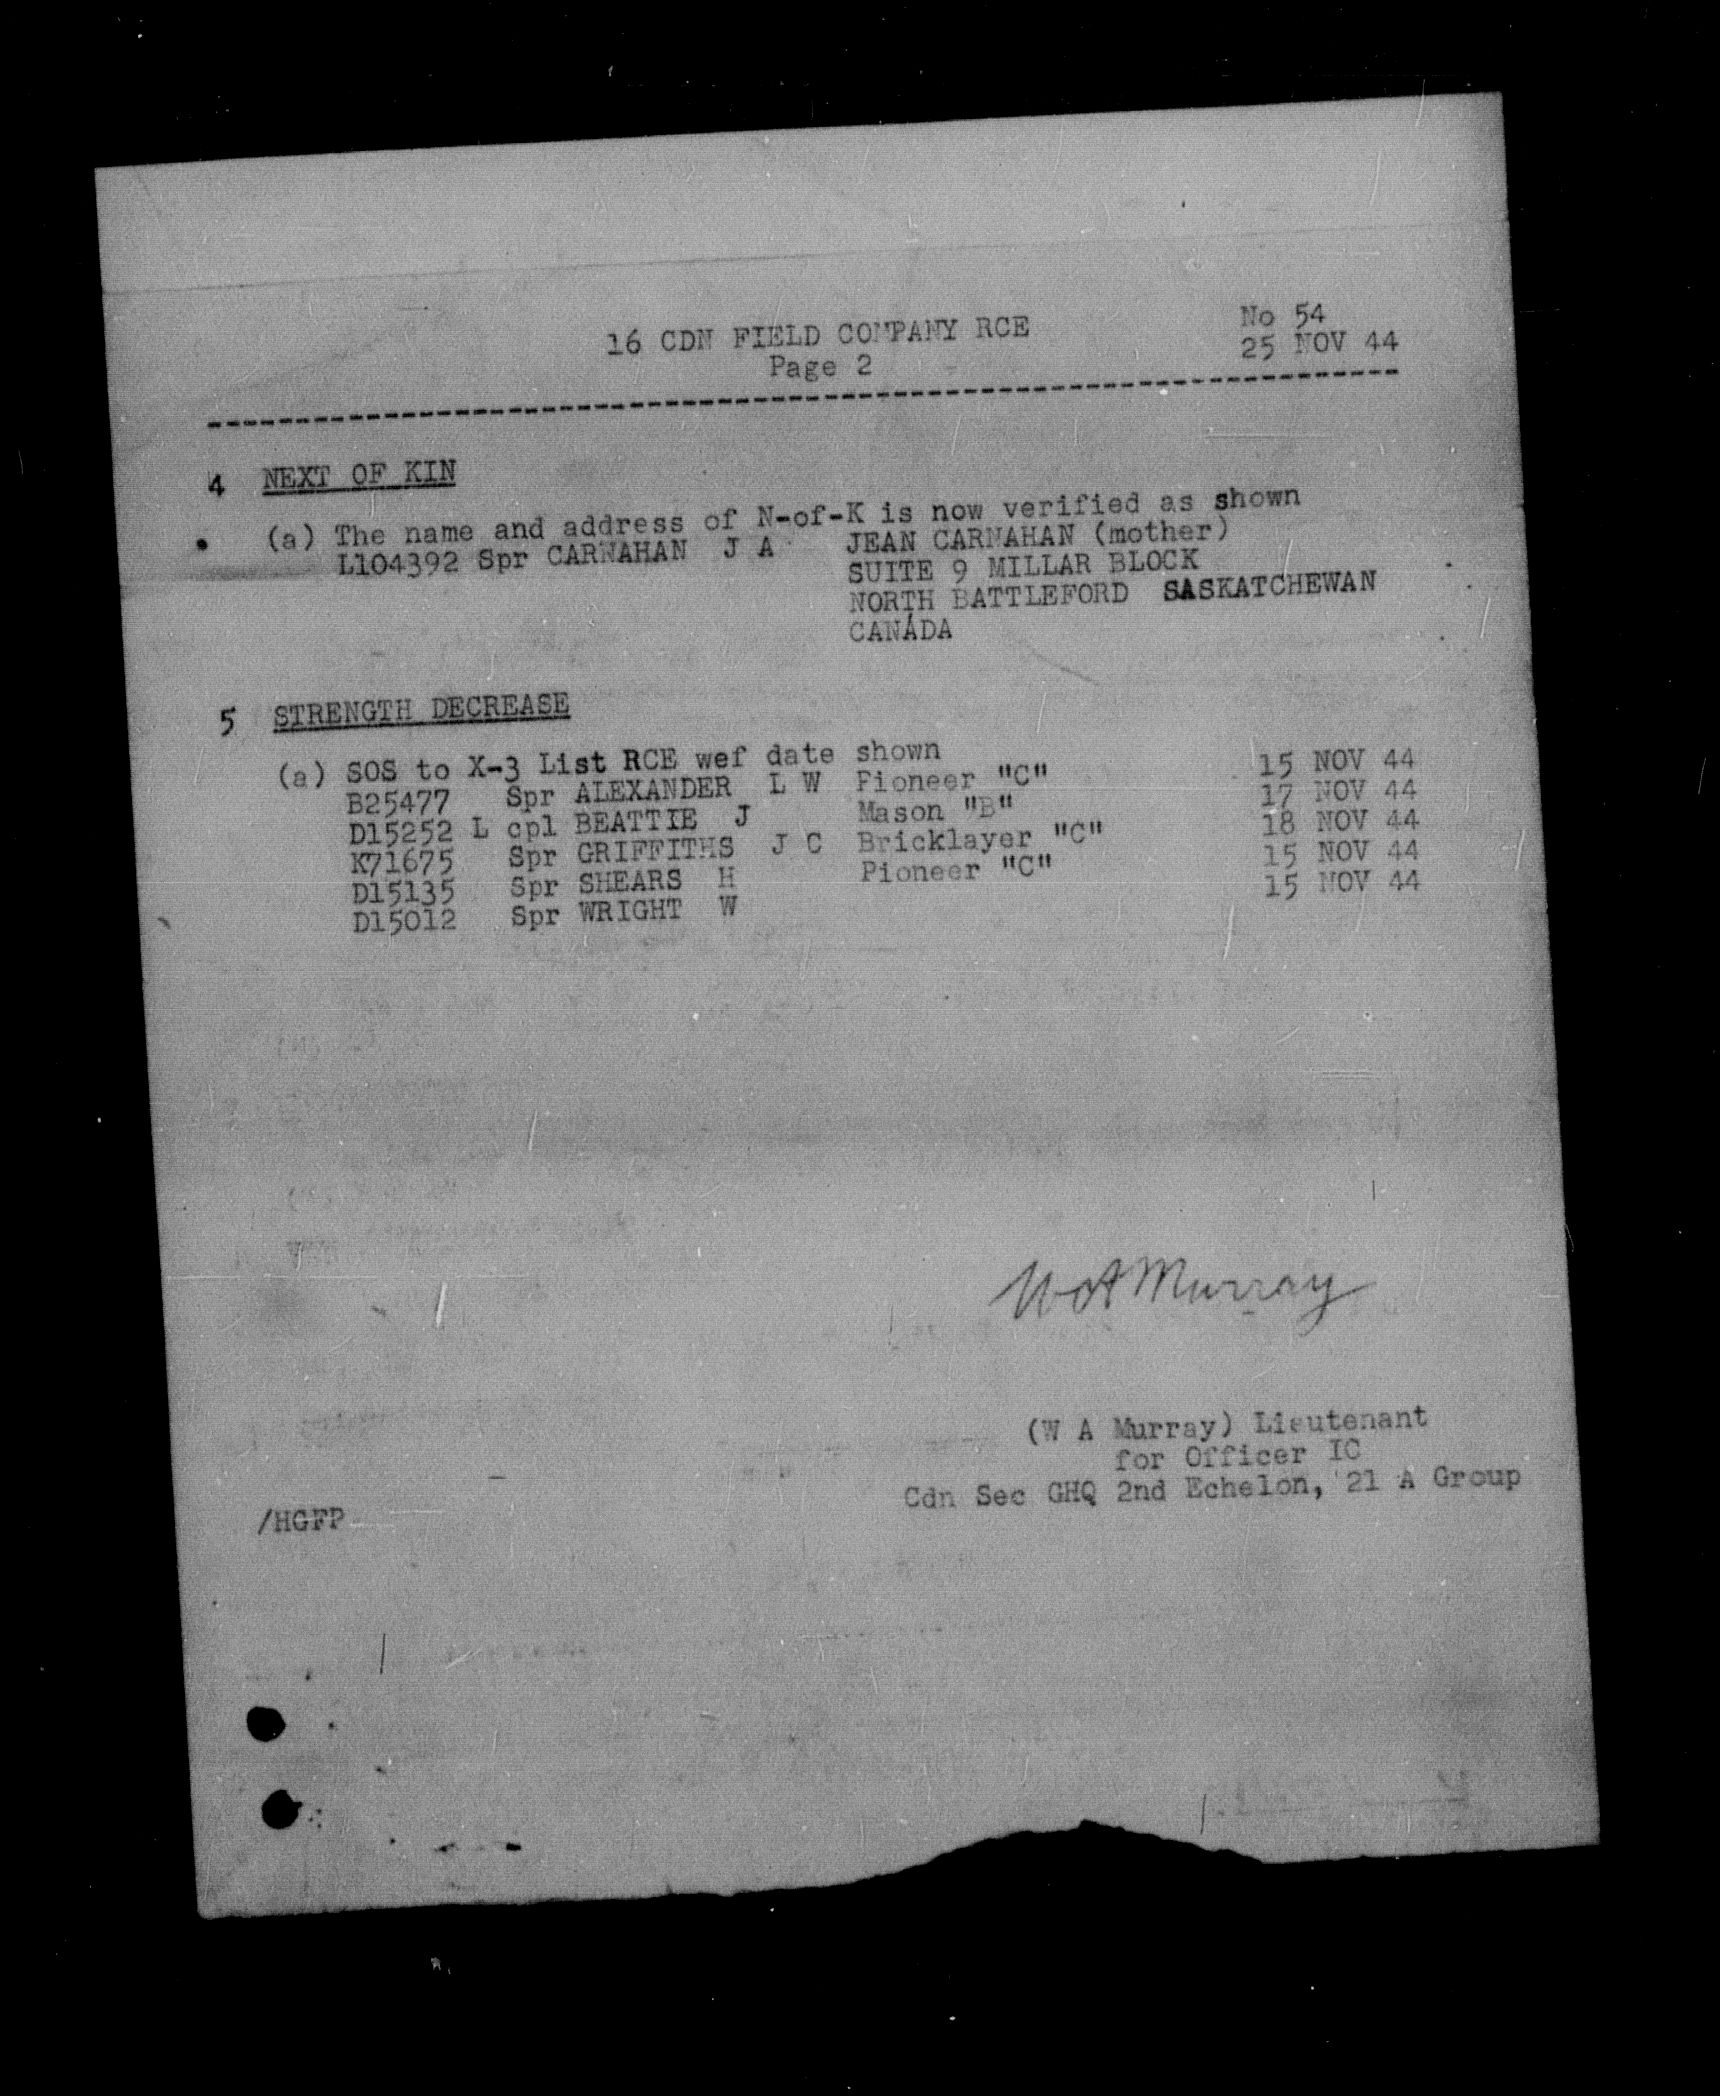 16 CDN FIELD COMPANY RCE No 54
Page 2 25 NOV 44
4 NEXT OF KIN
(a) The name and address of N-of-K is now verified as shown
L104392 Spr CARNAHAN J A JEAN CARNAHAN (mother)
SUITE 9 MILLAR BLOCK
NORTH BATTLEFORD SASKATCHEWAN
CANADA
5 STRENGTH DECREASE
(a) SOS to X-3 List RCE wef date shown
B25477 Spr ALEXANDER L W Pioneer "C" 15 NOV 44
D15252 L cpl BEATTIE J Mason "B" 17 NOV 44
K71675 Spr GRIFFITHS J C Bricklayer "C" 18 NOV 44
D15135 Spr SHEARS H Pioneer "C" 15 NOV 44
D15012 Spr WRIGHT W 15 NOV 44
W A Murray
(W A Murray) Lieutenant
for Officer IC
Cdn Sec GHQ 2nd Echelon, 21 A Group
/HGFP